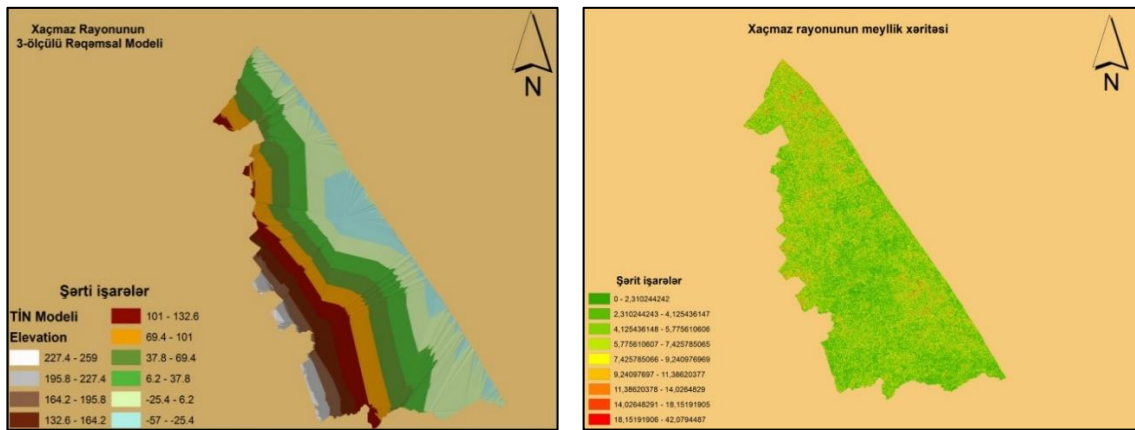 Xaçmaz Rayonunun
3-ölçülü Rəqəmsal Modeli
N
Şərti işarələr
TİN Modeli
Elevation
227.4 - 259
195.8 - 227.4
164.2 - 195.8
132.6 - 164.2
101 - 132.6
69.4 - 101
37.8 - 69.4
6.2 - 37.8
-25.4 - 6.2
-57 - -25.4
Xaçmaz rayonunun meyllik xəritəsi
N
Şərit işarələr
0 - 2,310244242
2,310244243 - 4,125436147
4,125436148 - 5,775610606
5,775610607 - 7,425785065
7,425785066 - 9,240976969
9,24097697 - 11,38620377
11,38620378 - 14,0264829
14,02648291 - 18,15191905
18,15191906 - 42,0794487